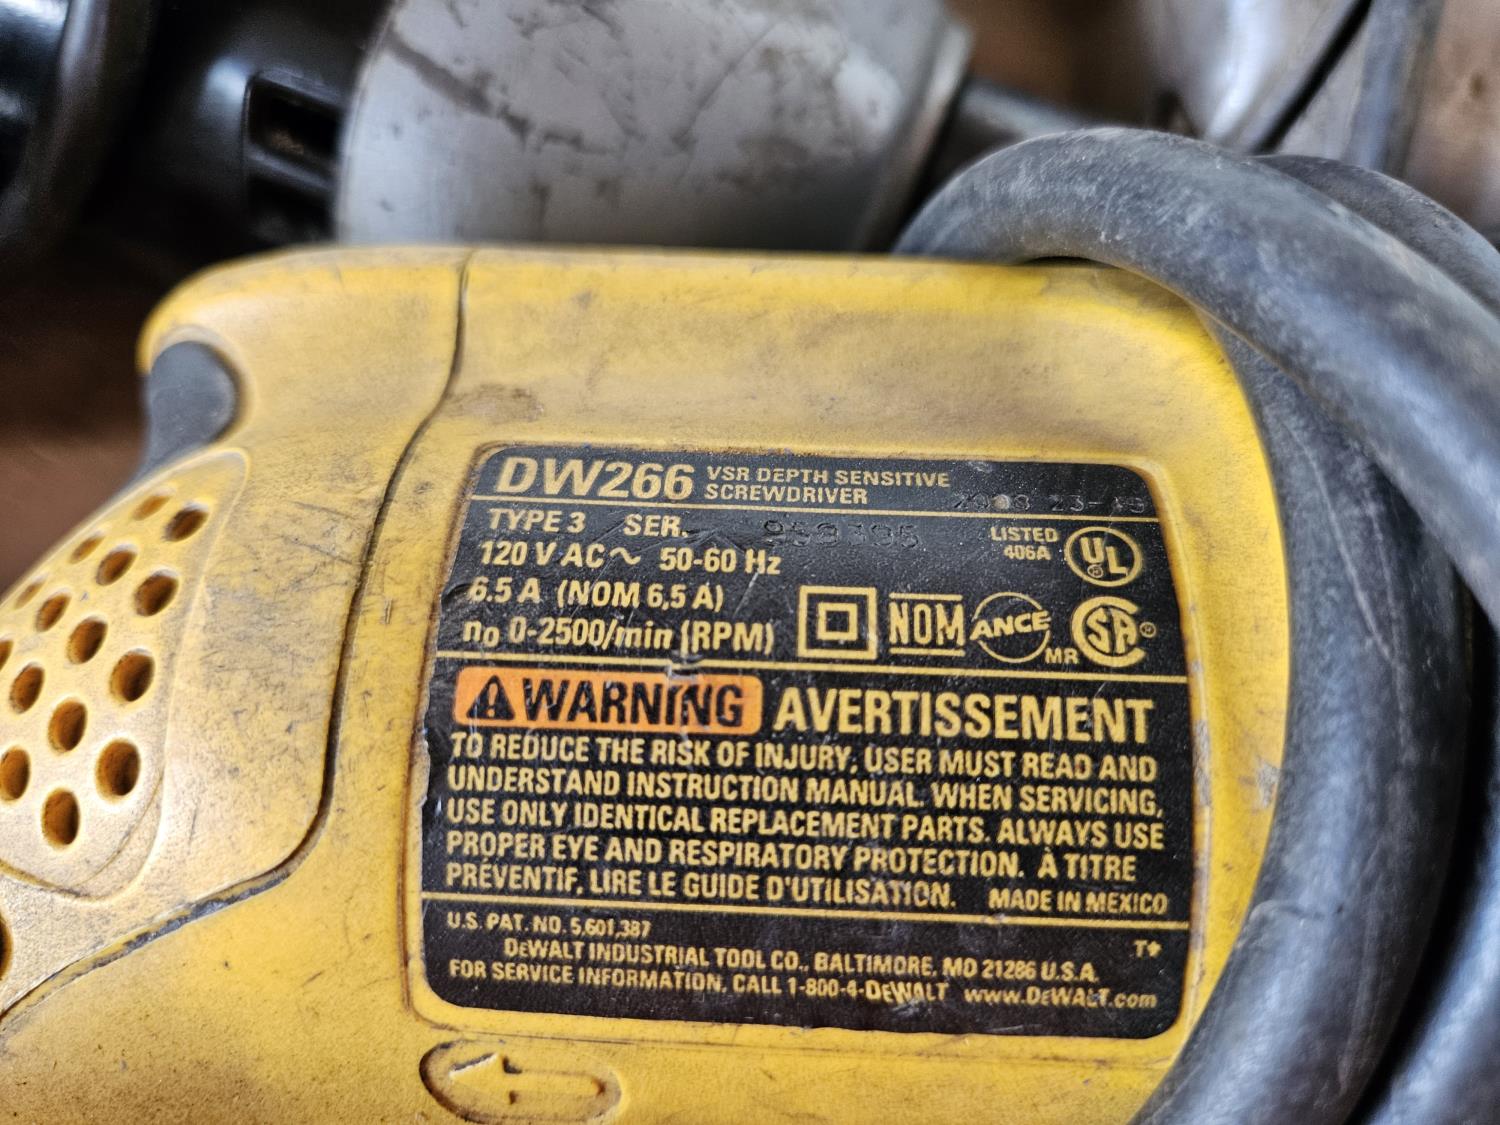 DW266 VSR DEPTH SENSITIVE
SCREWDRIVER
TYPE 3 SER.
120 V AC ~ 50-60 Hz
LISTED
406A
UL
6.5 A (NOM 6,5 A)
n₀ 0-2500/min (RPM)
NOM
ANCE
SA
MR
WARNING AVERTISSEMENT
TO REDUCE THE RISK OF INJURY, USER MUST READ AND
UNDERSTAND INSTRUCTION MANUAL. WHEN SERVICING,
USE ONLY IDENTICAL REPLACEMENT PARTS. ALWAYS USE
PROPER EYE AND RESPIRATORY PROTECTION. À TITRE
PRÉVENTIF, LIRE LE GUIDE D'UTILISATION. MADE IN MEXICO
U.S. PAT. NO. 5,601,387
DEWALT INDUSTRIAL TOOL CO., BALTIMORE, MD 21286 U.S.A.
FOR SERVICE INFORMATION, CALL 1-800-4-DEWALT www.DEWALT.com